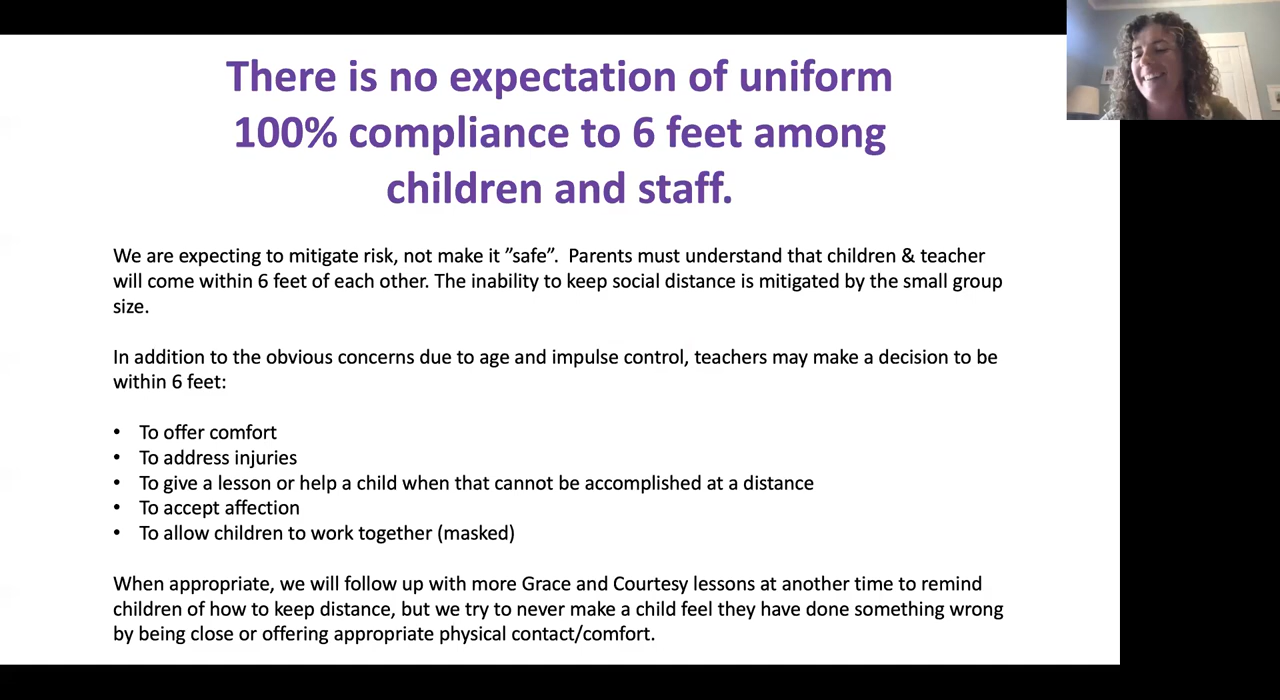 There is no expectation of uniform
100% compliance to 6 feet among
children and staff.
We are expecting to mitigate risk, not make it ”safe”.  Parents must understand that children & teacher
will come within 6 feet of each other. The inability to keep social distance is mitigated by the small group
size.
In addition to the obvious concerns due to age and impulse control, teachers may make a decision to be
within 6 feet:
• To offer comfort
• To address injuries
• To give a lesson or help a child when that cannot be accomplished at a distance
• To accept affection
• To allow children to work together (masked)
When appropriate, we will follow up with more Grace and Courtesy lessons at another time to remind
children of how to keep distance, but we try to never make a child feel they have done something wrong
by being close or offering appropriate physical contact/comfort.